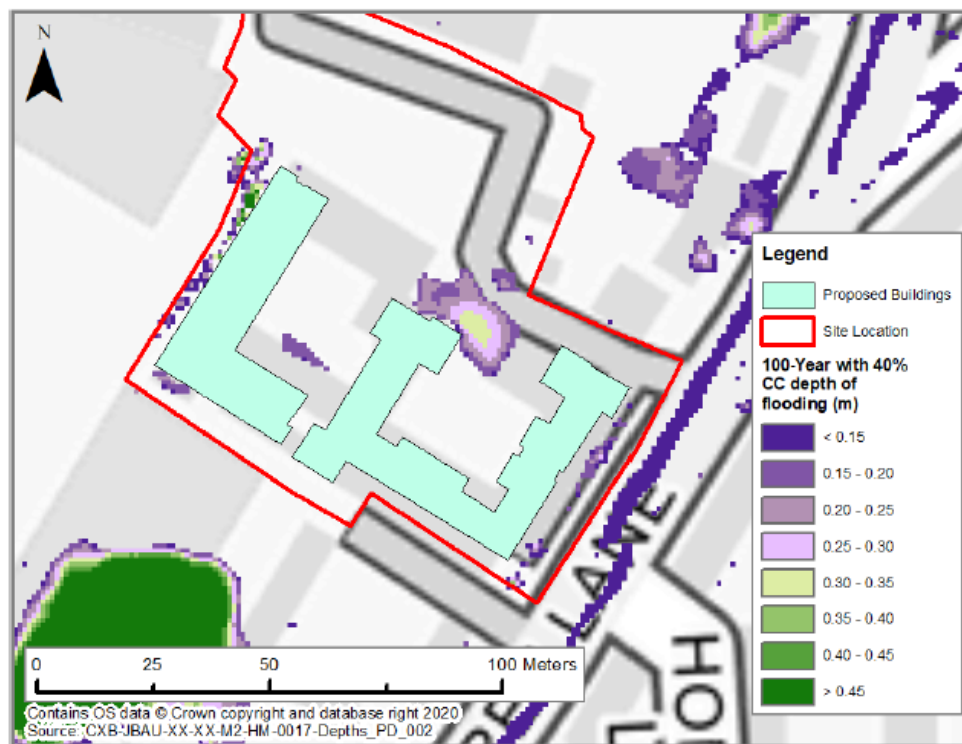 N
Legend
Proposed Buildings
Site Location
100-Year with 40%
CC depth of
flooding (m)
< 0.15
0.15 - 0.20
0.20 - 0.25
0.25 - 0.30
0.30 - 0.35
0.35 - 0.40
0.40 - 0.45
> 0.45
LANE
0 25 50 100 Meters
Contains OS data © Crown copyright and database right 2020
Source: CXB-JBAU-XX-XX-M2-HM-0017-Depths_PD_002